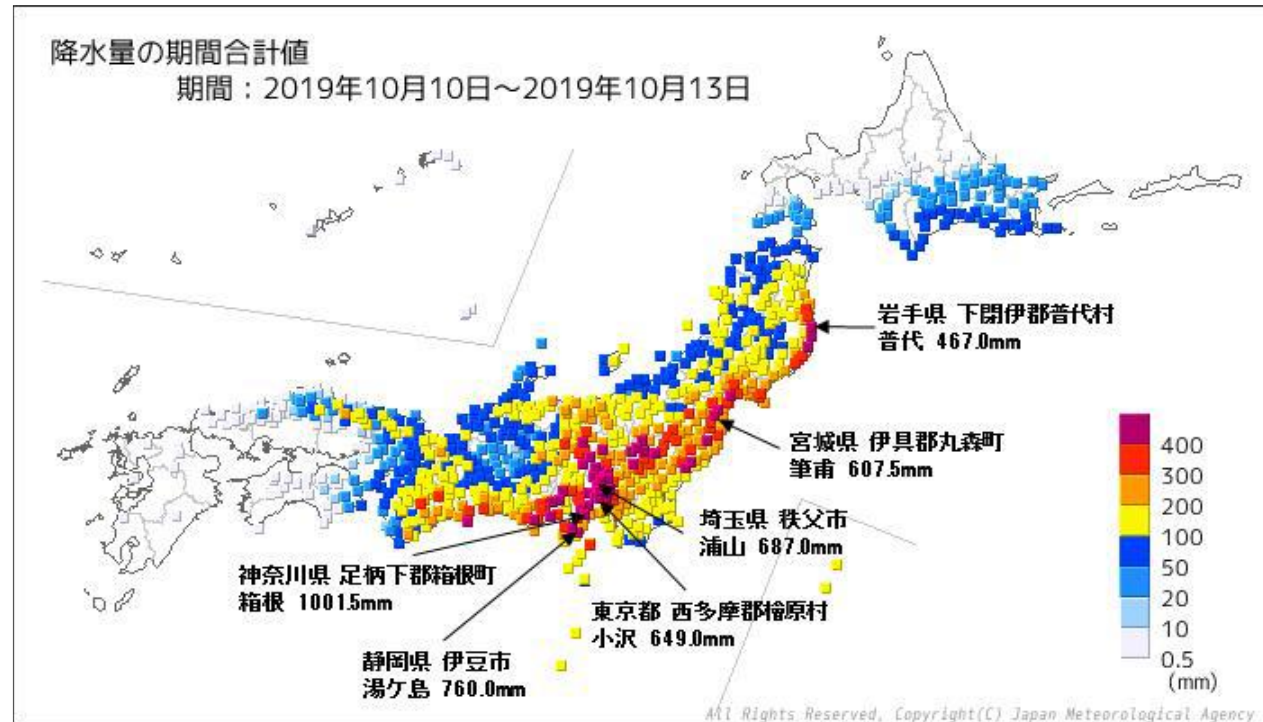 降水量の期間合計値
期間：2019年10月10日～2019年10月13日
岩手県 下閉伊郡普代村
普代 467.0mm
宮城県 伊具郡丸森町
筆甫 607.5mm
埼玉県 秩父市
浦山 687.0mm
神奈川県 足柄下郡箱根町
箱根 1001.5mm
東京都 西多摩郡檜原村
小沢 649.0mm
静岡県 伊豆市
湯ケ島 760.0mm
400
300
200
100
50
20
10
0.5
(mm)
All Rights Reserved, Copyright(C) Japan Meteorological Agency